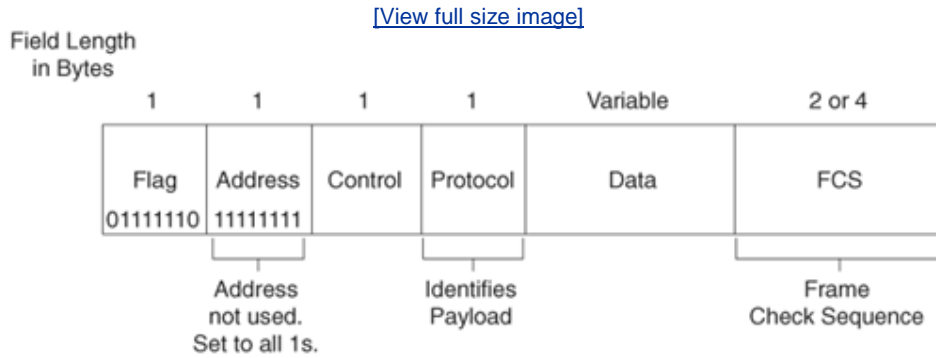 [View full size image]
Field Length
in Bytes
1 1 1 1 Variable 2 or 4
Flag Address Control Protocol Data FCS
01111110 11111111
Address
not used.
Set to all 1s.
Identifies
Payload
Frame
Check Sequence